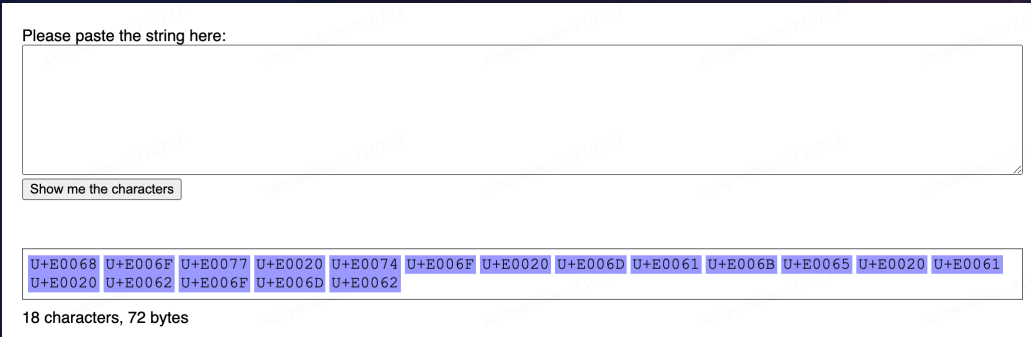 Please paste the string here:
Show me the characters
U+E0068 U+E006F U+E0077 U+E0020 U+E0074 U+E006F U+E0020 U+E006D U+E0061 U+E006B U+E0065 U+E0020 U+E0061
U+E0020 U+E0062 U+E006F U+E006D U+E0062
18 characters, 72 bytes